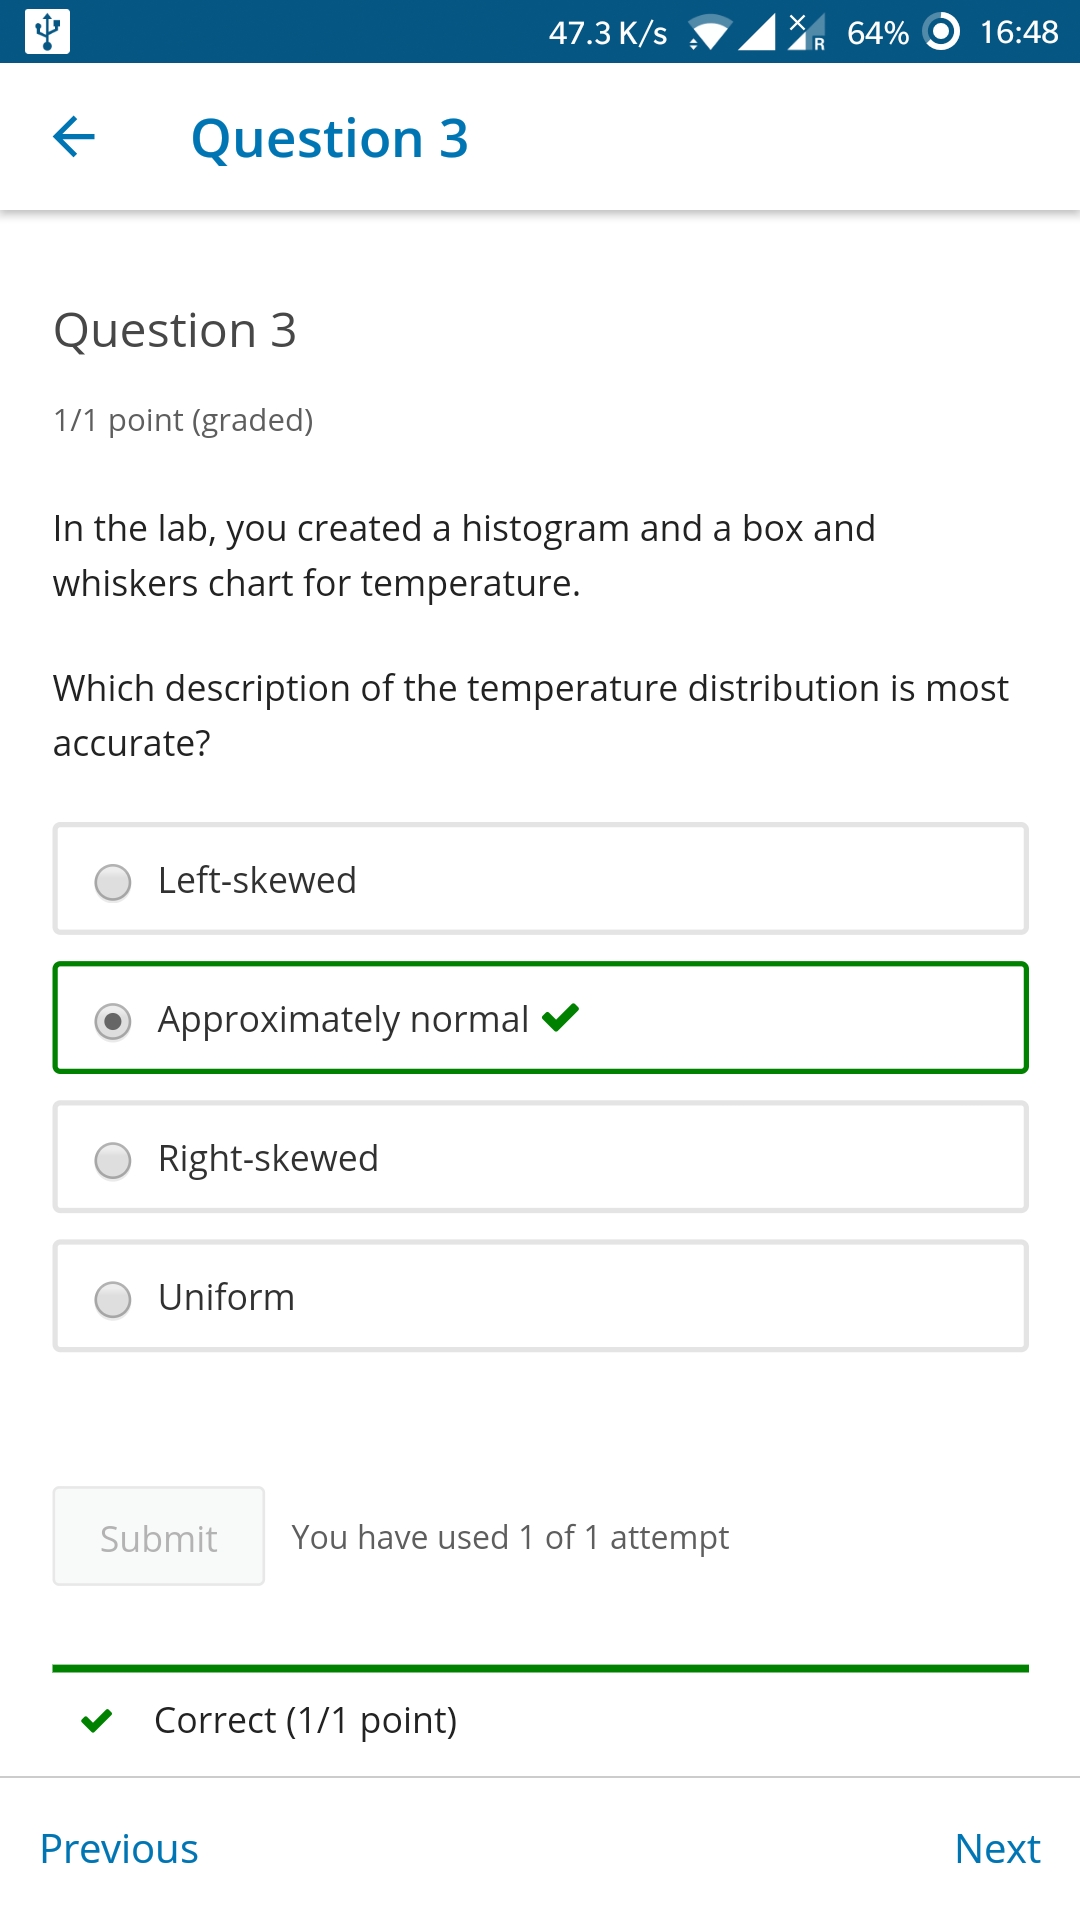 47.3 K/s R 64% 16:48
Question 3
Question 3
1/1 point (graded)
In the lab, you created a histogram and a box and
whiskers chart for temperature.
Which description of the temperature distribution is most
accurate?
Left-skewed
Approximately normal
Right-skewed
Uniform
Submit You have used 1 of 1 attempt
Correct (1/1 point)
Previous Next